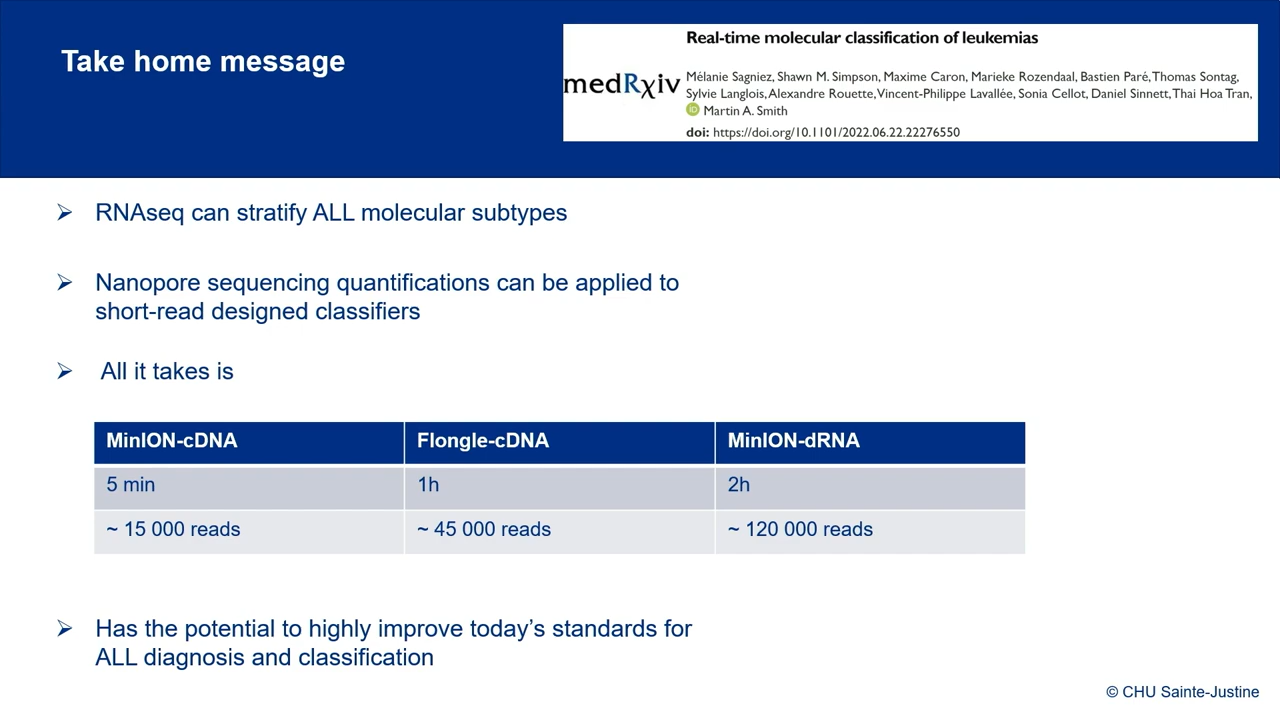 Take home message
Real-time molecular classification of leukemias
medRχiv
Mélanie Sagniez, Shawn M. Simpson, Maxime Caron, Marieke Rozendaal, Bastien Paré, Thomas Sontag,
Sylvie Langlois, Alexandre Rouette, Vincent-Philippe Lavallée, Sonia Cellot, Daniel Sinnett, Thai Hoa Tran,
iD Martin A. Smith
doi: https://doi.org/10.1101/2022.06.22.22276550
➢ RNAseq can stratify ALL molecular subtypes
➢ Nanopore sequencing quantifications can be applied to
short-read designed classifiers
➢ All it takes is
MinION-cDNA Flongle-cDNA MinION-dRNA
5 min 1h 2h
~ 15 000 reads ~ 45 000 reads ~ 120 000 reads
➢ Has the potential to highly improve today’s standards for
ALL diagnosis and classification
© CHU Sainte-Justine